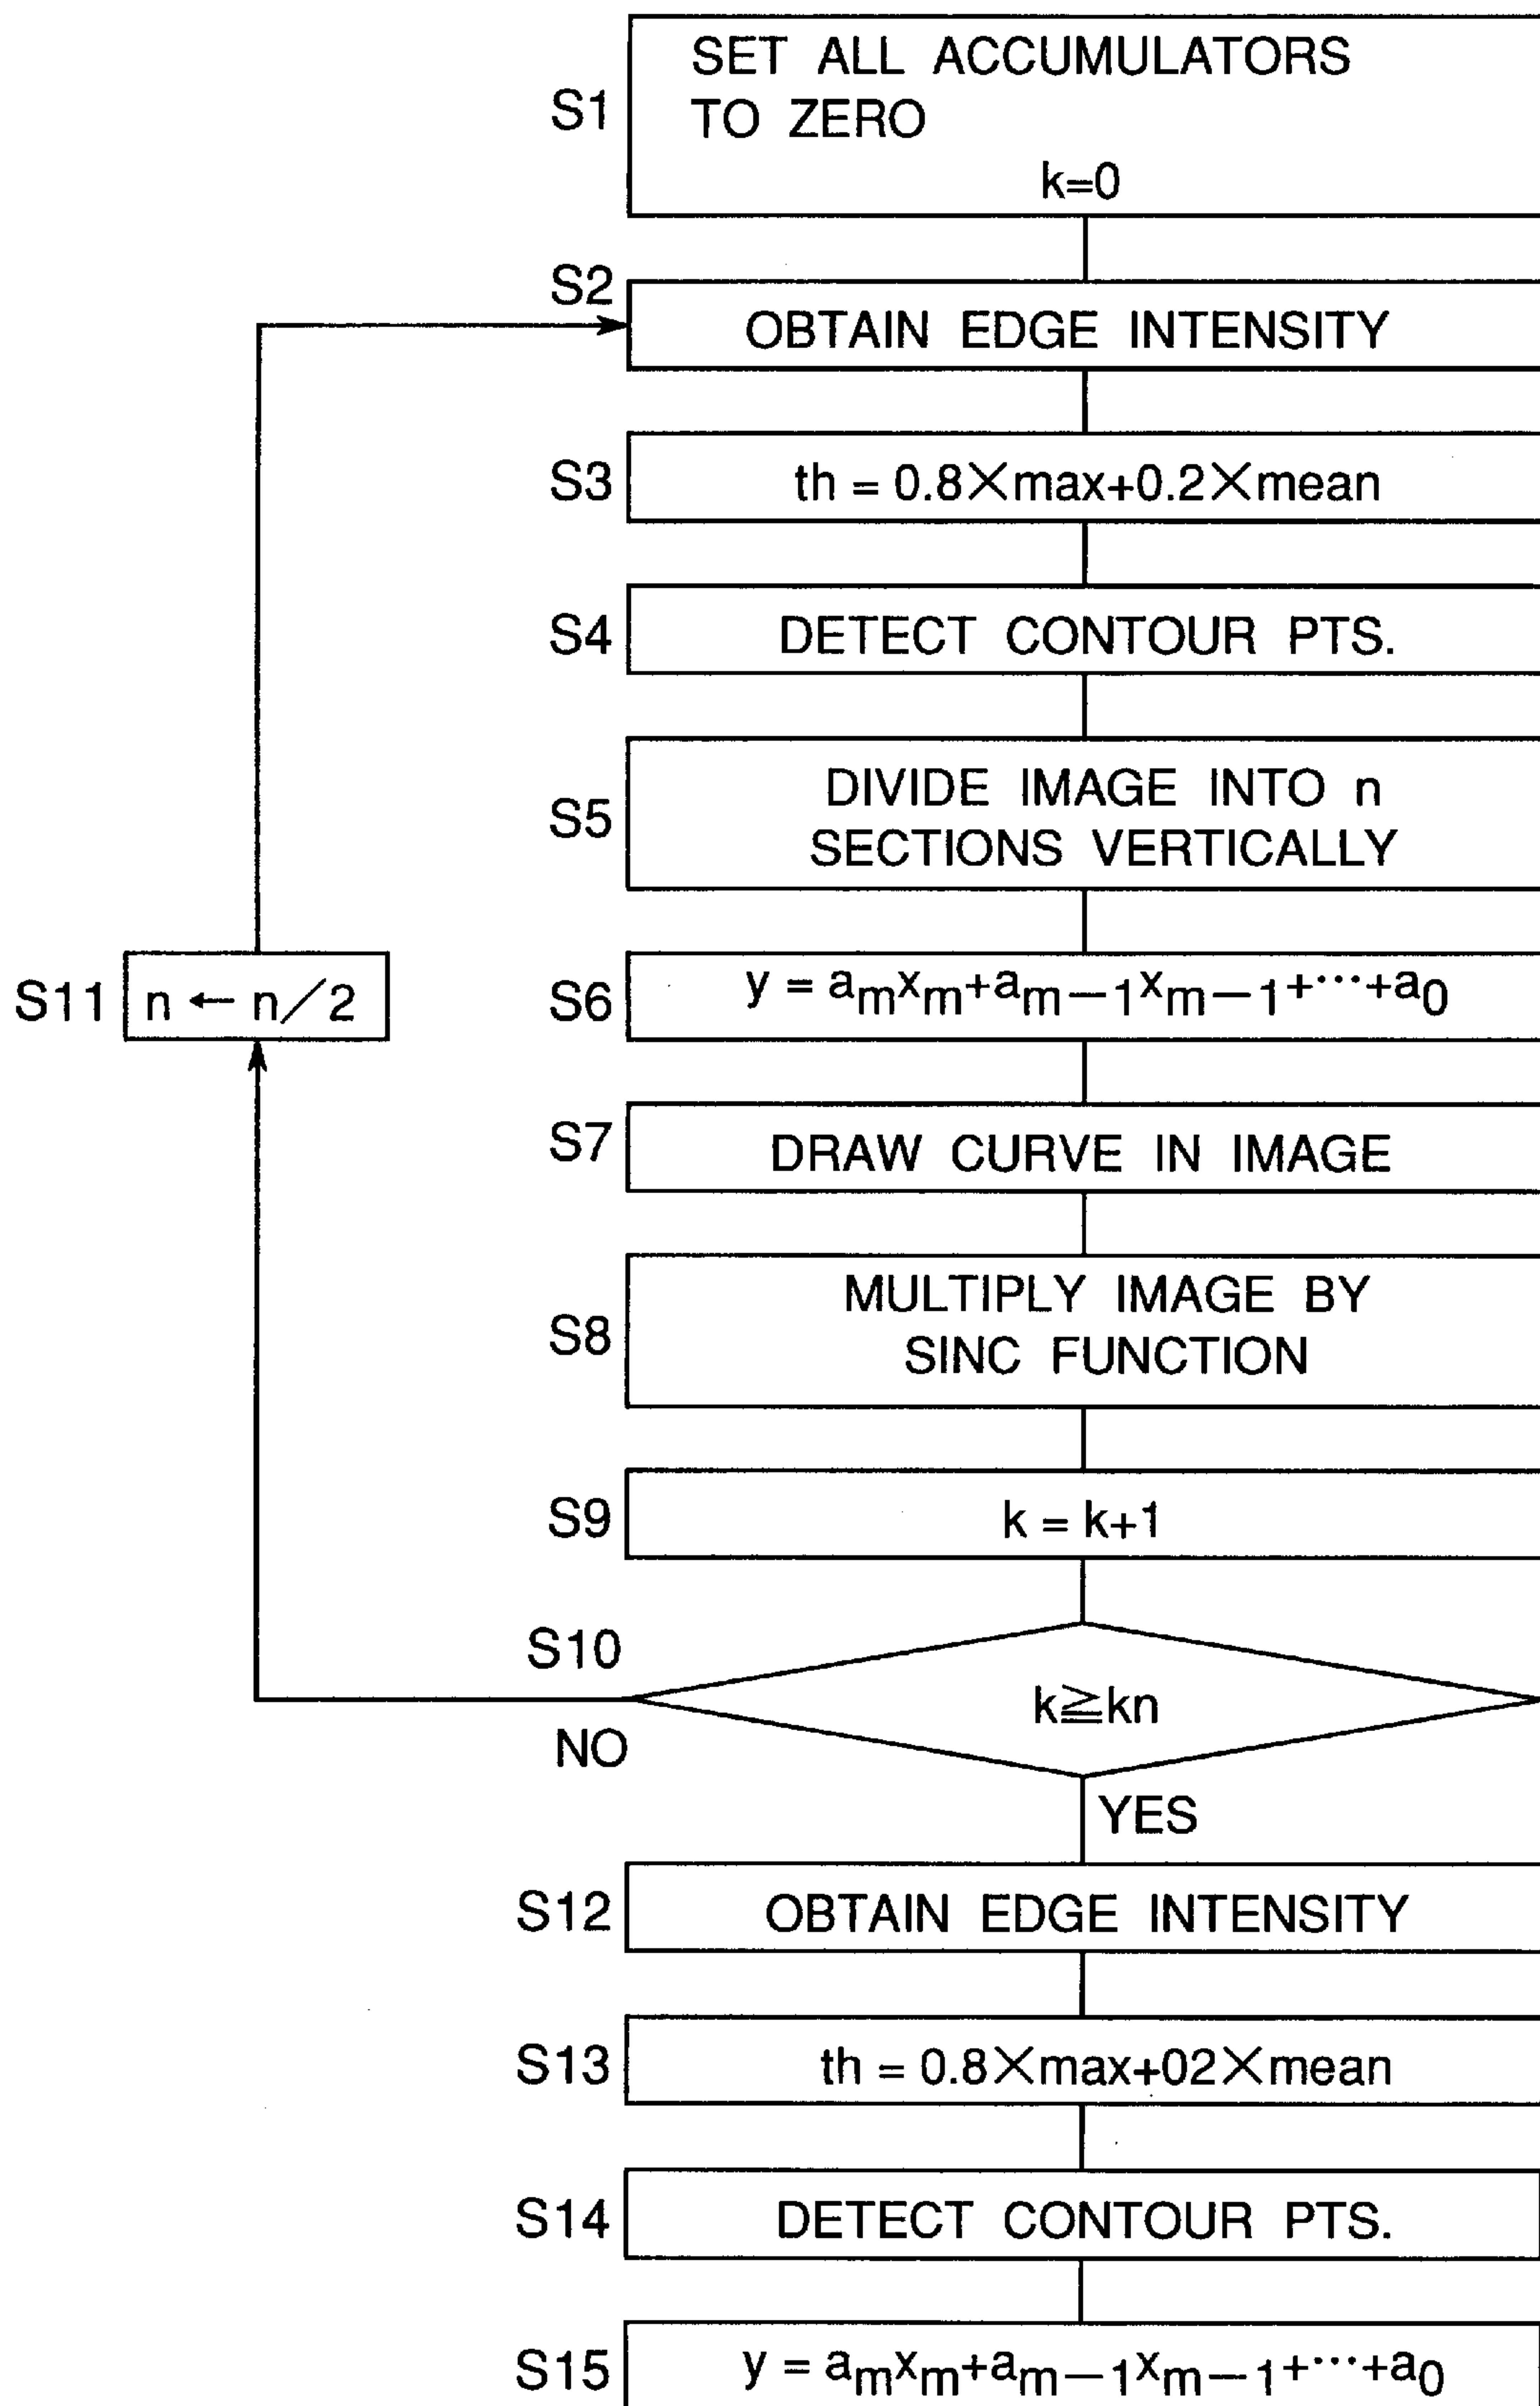 S1
SET ALL ACCUMULATORS
TO ZERO
k=0
S2
OBTAIN EDGE INTENSITY
S3
th = 0.8×max+0.2×mean
S4
DETECT CONTOUR PTS.
S5
DIVIDE IMAGE INTO n
SECTIONS VERTICALLY
S11
n ← n/2
S6
y = amxm+am−1xm−1+···+a0
S7
DRAW CURVE IN IMAGE
S8
MULTIPLY IMAGE BY
SINC FUNCTION
S9
k = k+1
S10
k≧kn
NO
YES
S12
OBTAIN EDGE INTENSITY
S13
th = 0.8×max+02×mean
S14
DETECT CONTOUR PTS.
S15
y = amxm+am−1xm−1+···+a0